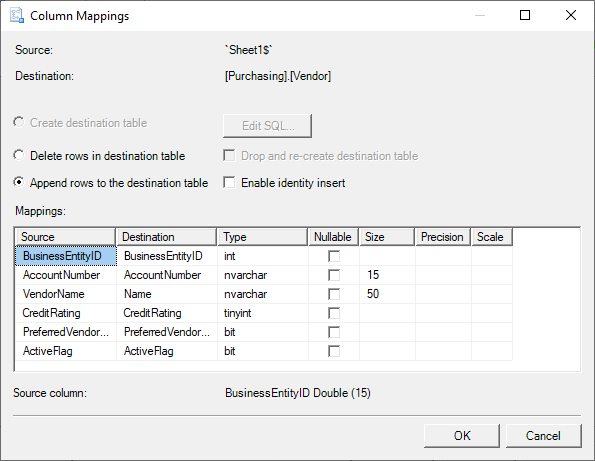 Column Mappings
Source: `Sheet1$`
Destination: [Purchasing].[Vendor]
Create destination table Edit SQL...
Delete rows in destination table Drop and re-create destination table
Append rows to the destination table Enable identity insert
Mappings:
Source Destination Type Nullable Size Precision Scale
BusinessEntityID BusinessEntityID int
AccountNumber AccountNumber nvarchar 15
VendorName Name nvarchar 50
CreditRating CreditRating tinyint
PreferredVendor... PreferredVendor... bit
ActiveFlag ActiveFlag bit
Source column: BusinessEntityID Double (15)
OK Cancel